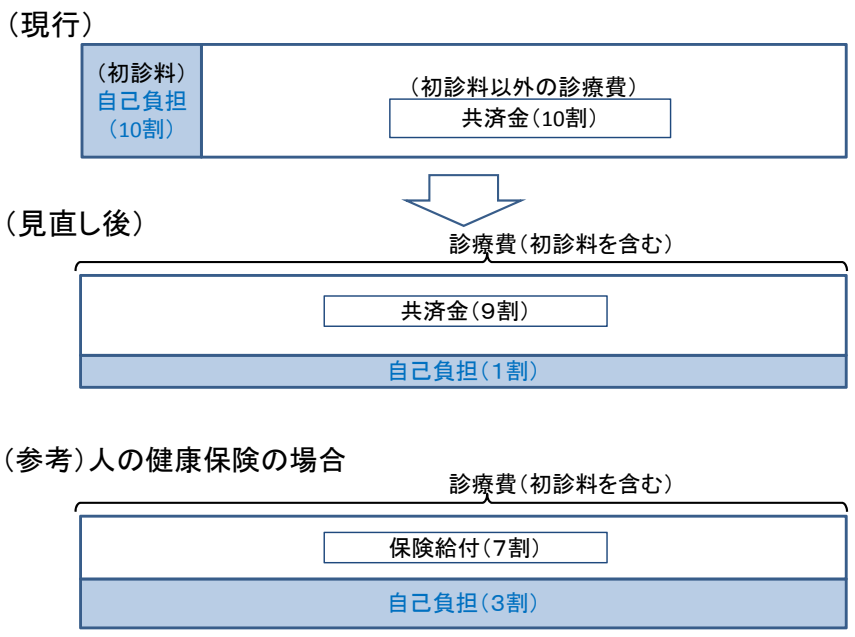 （現行）
（初診料）
自己負担
（10割）
（初診料以外の診療費）
共済金（10割）
（見直し後）
診療費（初診料を含む）
共済金（９割）
自己負担（１割）
（参考）人の健康保険の場合
診療費（初診料を含む）
保険給付（７割）
自己負担（３割）